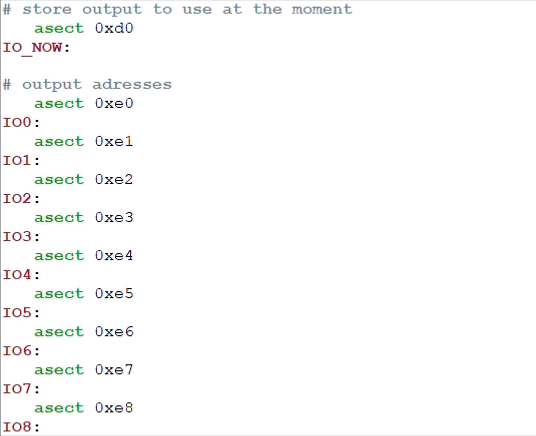 # store output to use at the moment
asect 0xd0
IO_NOW:
# output adresses
asect 0xe0
IO0:
asect 0xe1
IO1:
asect 0xe2
IO2:
asect 0xe3
IO3:
asect 0xe4
IO4:
asect 0xe5
IO5:
asect 0xe6
IO6:
asect 0xe7
IO7:
asect 0xe8
IO8: